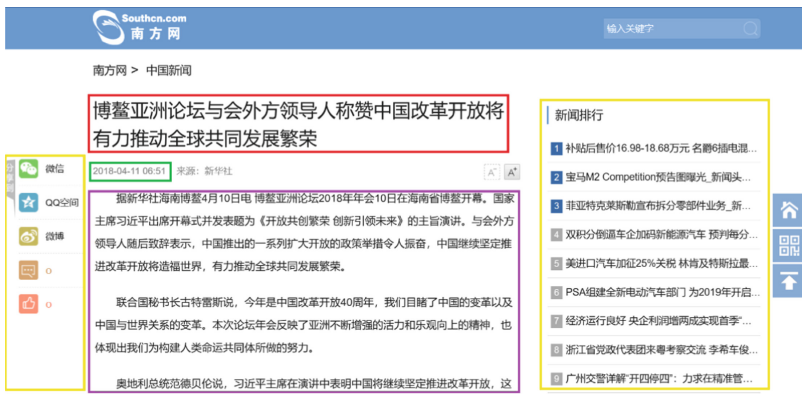 Southcn.com
南方网
输入关键字
南方网 > 中国新闻
博鳌亚洲论坛与会外方领导人称赞中国改革开放将
有力推动全球共同发展繁荣
2018-04-11 06:51 来源：新华社 A- A+
微信
QQ空间
微博
0
0
据新华社海南博鳌4月10日电 博鳌亚洲论坛2018年年会10日在海南省博鳌开幕。国家
主席习近平出席开幕式并发表题为《开放共创繁荣 创新引领未来》的主旨演讲。与会外方
领导人随后致辞表示，中国推出的一系列扩大开放的政策举措令人振奋，中国继续坚定推
进改革开放将造福世界，有力推动全球共同发展繁荣。
联合国秘书长古特雷斯说，今年是中国改革开放40周年，我们目睹了中国的变革以及
中国与世界关系的变革。本次论坛年会反映了亚洲不断增强的活力和乐观向上的精神，也
体现出我们为构建人类命运共同体所做的努力。
奥地利总统范德贝伦说，习近平主席在演讲中表明中国将继续坚定推进改革开放，这
新闻排行
1 补贴后售价16.98-18.68万元 名爵6插电混...
2 宝马M2 Competition预告图曝光_新闻头...
3 菲亚特克莱斯勒宣布拆分零部件业务_新...
4 双积分倒逼车企加码新能源汽车 预判每分...
5 美进口汽车加征25%关税 林肯及特斯拉最...
6 PSA组建全新电动汽车部门 为2019年开启...
7 经济运行良好 央企利润增两成实现首季“...
8 浙江省党政代表团来粤考察交流 李希车俊...
9 广州交警详解“开四停四”：力求在精准管...